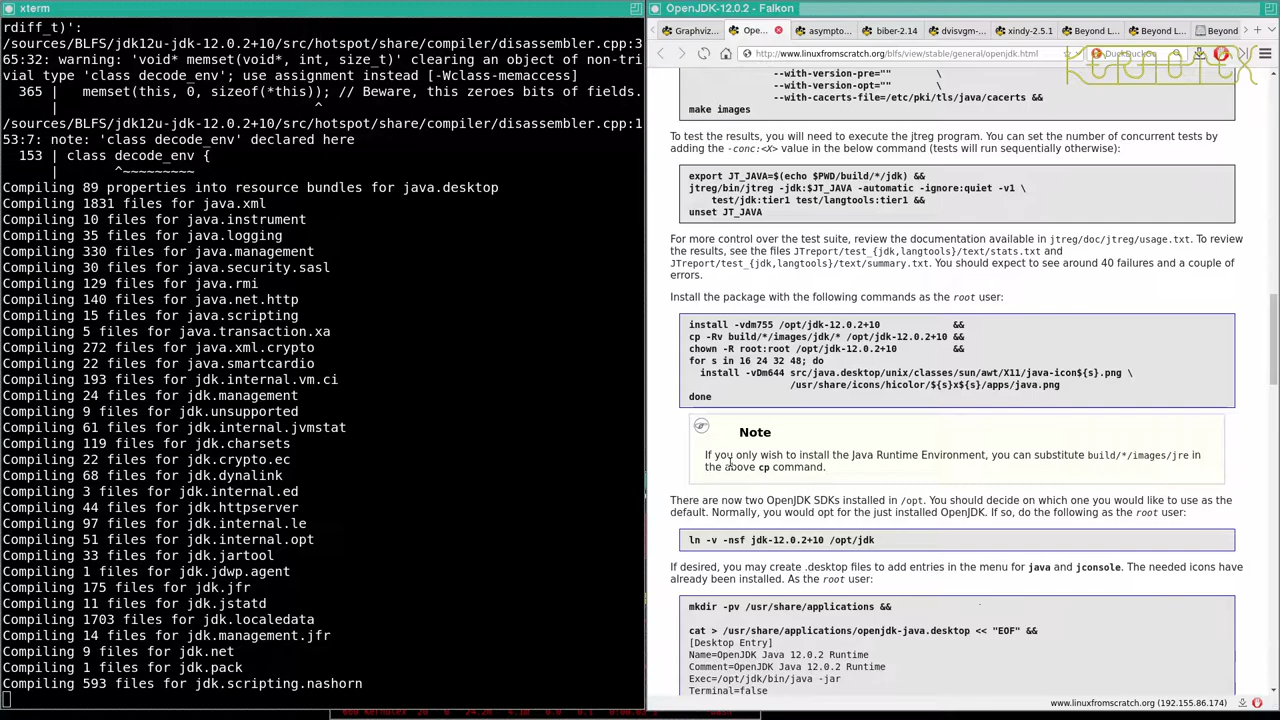 xterm
rdiff_t)':
/sources/BLFS/jdk12u-jdk-12.0.2+10/src/hotspot/share/compiler/disassembler.cpp:3
65:32: warning: 'void* memset(void*, int, size_t)' clearing an object of non-tri
vial type 'class decode_env'; use assignment instead [-Wclass-memaccess]
365 |   memset(this, 0, sizeof(*this)); // Beware, this zeroes bits of fields.
|                                ^
/sources/BLFS/jdk12u-jdk-12.0.2+10/src/hotspot/share/compiler/disassembler.cpp:1
53:7: note: 'class decode_env' declared here
153 | class decode_env {
|       ^~~~~~~~~~
Compiling 89 properties into resource bundles for java.desktop
Compiling 1831 files for java.xml
Compiling 10 files for java.instrument
Compiling 35 files for java.logging
Compiling 330 files for java.management
Compiling 30 files for java.security.sasl
Compiling 129 files for java.rmi
Compiling 140 files for java.net.http
Compiling 15 files for java.scripting
Compiling 5 files for java.transaction.xa
Compiling 272 files for java.xml.crypto
Compiling 22 files for java.smartcardio
Compiling 193 files for jdk.internal.vm.ci
Compiling 24 files for jdk.management
Compiling 9 files for jdk.unsupported
Compiling 61 files for jdk.internal.jvmstat
Compiling 119 files for jdk.charsets
Compiling 22 files for jdk.crypto.ec
Compiling 68 files for jdk.dynalink
Compiling 3 files for jdk.internal.ed
Compiling 44 files for jdk.httpserver
Compiling 97 files for jdk.internal.le
Compiling 51 files for jdk.internal.opt
Compiling 33 files for jdk.jartool
Compiling 1 files for jdk.jdwp.agent
Compiling 175 files for jdk.jfr
Compiling 11 files for jdk.jstatd
Compiling 1703 files for jdk.localedata
Compiling 14 files for jdk.management.jfr
Compiling 9 files for jdk.net
Compiling 1 files for jdk.pack
Compiling 593 files for jdk.scripting.nashorn
OpenJDK-12.0.2 - Falkon
Graphviz... Ope... asympto... biber-2.14 dvisvgm-... xindy-2.5.1 Beyond L... Beyond L... Beyond
http://www.linuxfromscratch.org/blfs/view/stable/general/openjdk.html
KERNOTEX
--with-version-pre=""       \
--with-version-opt=""       \
--with-cacerts-file=/etc/pki/tls/java/cacerts &&
make images
To test the results, you will need to execute the jtreg program. You can set the number of concurrent tests by
adding the -conc:<X> value in the below command (tests will run sequentially otherwise):
export JT_JAVA=$(echo $PWD/build/*/jdk) &&
jtreg/bin/jtreg -jdk:$JT_JAVA -automatic -ignore:quiet -v1 \
test/jdk:tier1 test/langtools:tier1 &&
unset JT_JAVA
For more control over the test suite, review the documentation available in jtreg/doc/jtreg/usage.txt. To review
the results, see the files JTreport/test_{jdk,langtools}/text/stats.txt and
JTreport/test_{jdk,langtools}/text/summary.txt. You should expect to see around 40 failures and a couple of
errors.
Install the package with the following commands as the root user:
install -vdm755 /opt/jdk-12.0.2+10             &&
cp -Rv build/*/images/jdk/* /opt/jdk-12.0.2+10 &&
chown -R root:root /opt/jdk-12.0.2+10          &&
for s in 16 24 32 48; do
install -vDm644 src/java.desktop/unix/classes/sun/awt/X11/java-icon${s}.png \
/usr/share/icons/hicolor/${s}x${s}/apps/java.png
done
Note
If you only wish to install the Java Runtime Environment, you can substitute build/*/images/jre in
the above cp command.
There are now two OpenJDK SDKs installed in /opt. You should decide on which one you would like to use as the
default. Normally, you would opt for the just installed OpenJDK. If so, do the following as the root user:
ln -v -nsf jdk-12.0.2+10 /opt/jdk
If desired, you may create .desktop files to add entries in the menu for java and jconsole. The needed icons have
already been installed. As the root user:
mkdir -pv /usr/share/applications &&
cat > /usr/share/applications/openjdk-java.desktop << "EOF" &&
[Desktop Entry]
Name=OpenJDK Java 12.0.2 Runtime
Comment=OpenJDK Java 12.0.2 Runtime
Exec=/opt/jdk/bin/java -jar
Terminal=false
www.linuxfromscratch.org (192.155.86.174)